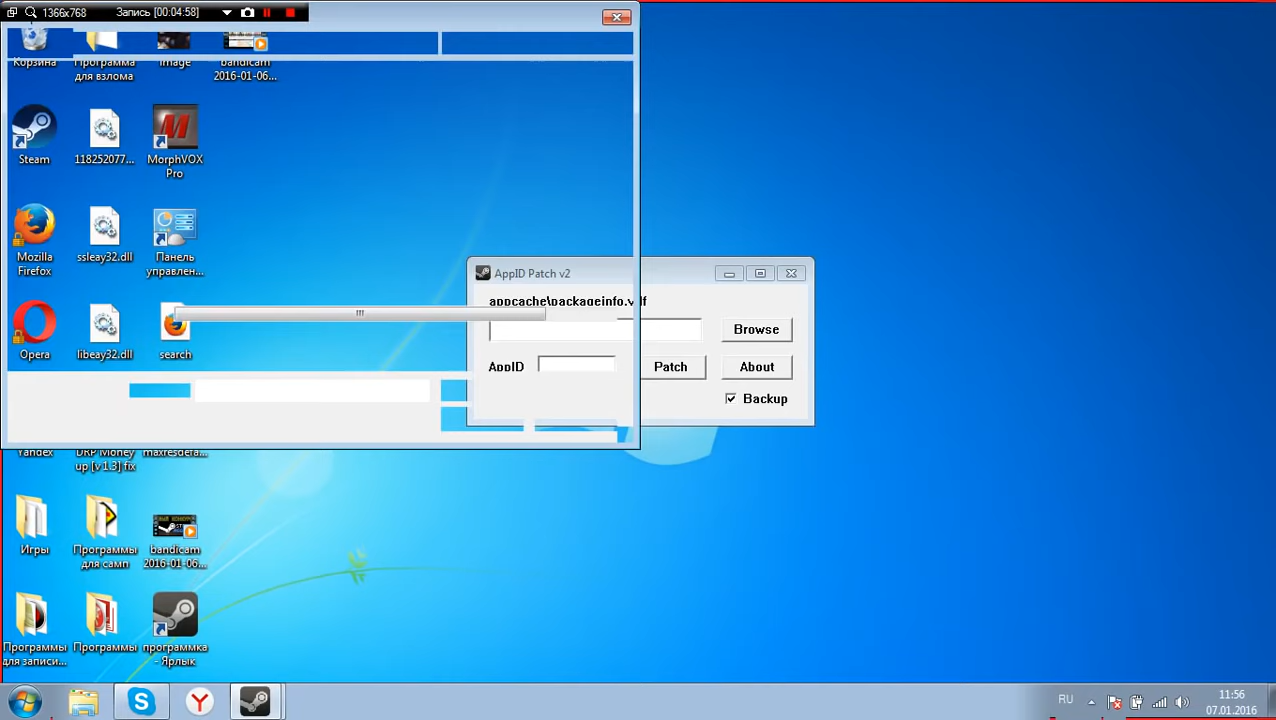 1366x768
Запись [00:04:58]
Корзина
Программа
для взлома
image
bandicam
2016-01-06...
Steam
118252077...
MorphVOX
Pro
Mozilla
Firefox
ssleay32.dll
Панель
управлен...
Opera
libeay32.dll
search
AppID Patch v2
appcache\packageinfo.vdf
Browse
AppID
Patch
About
Backup
Yandex
DRP Money
up [v 1.3] fix
maxresdefa...
Игры
Программы
для самп
bandicam
2016-01-06...
Программы
для записи...
Программы
программка
- Ярлык
RU
11:56
07.01.2016